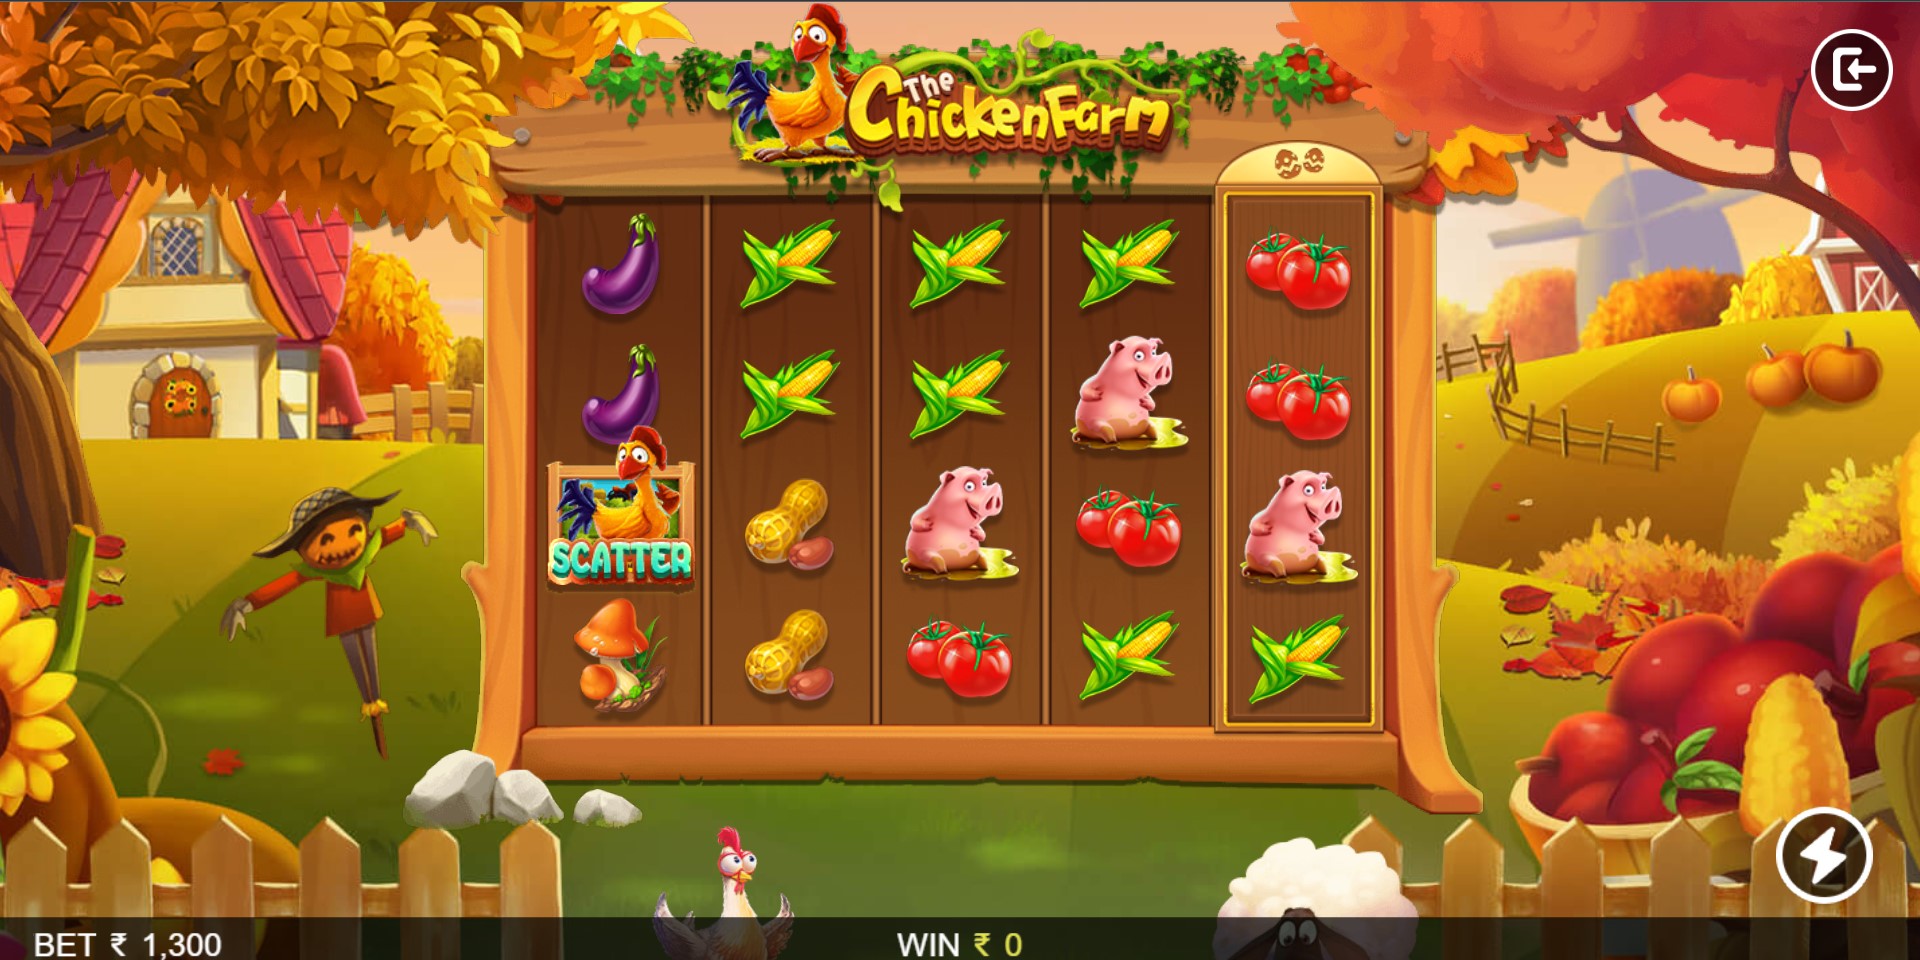 The
ChickenFarm
SCATTER
BET ₹ 1,300
WIN ₹ 0